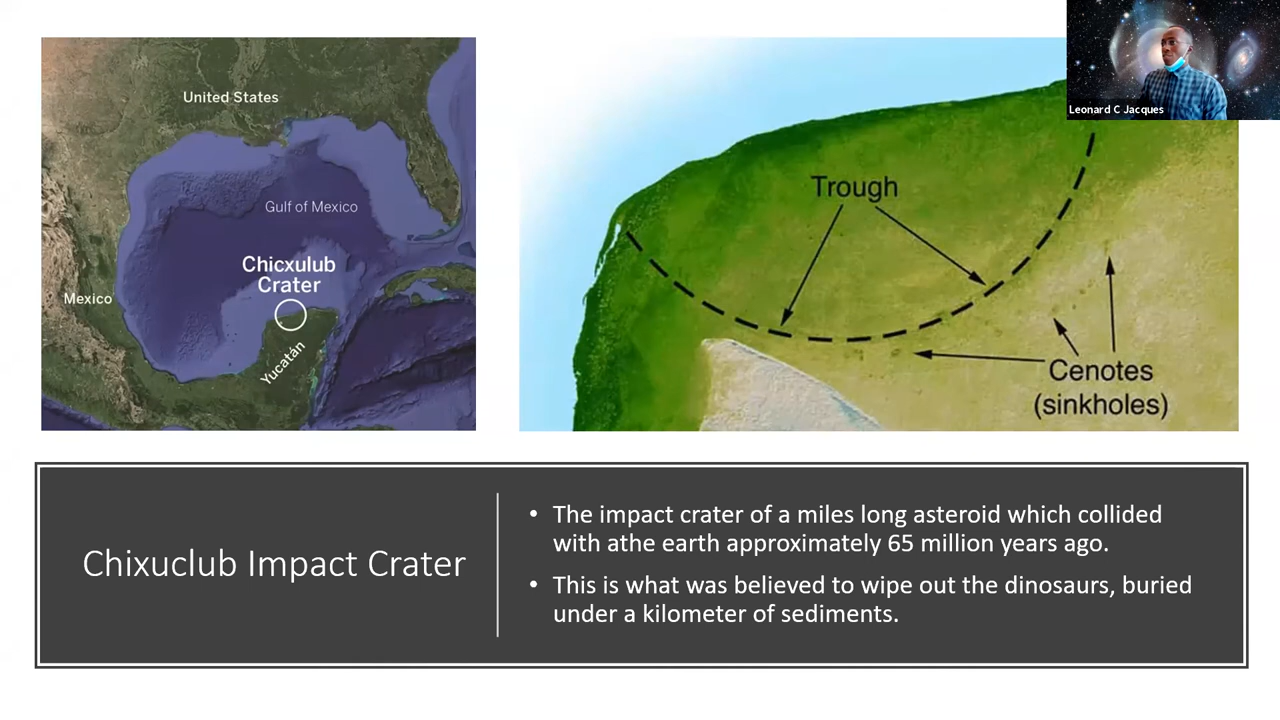 United States
Gulf of Mexico
Chicxulub
Crater
Mexico
Yucatán
Trough
Cenotes
(sinkholes)
Leonard C Jacques
Chixuclub Impact Crater
• The impact crater of a miles long asteroid which collided
with athe earth approximately 65 million years ago.
• This is what was believed to wipe out the dinosaurs, buried
under a kilometer of sediments.